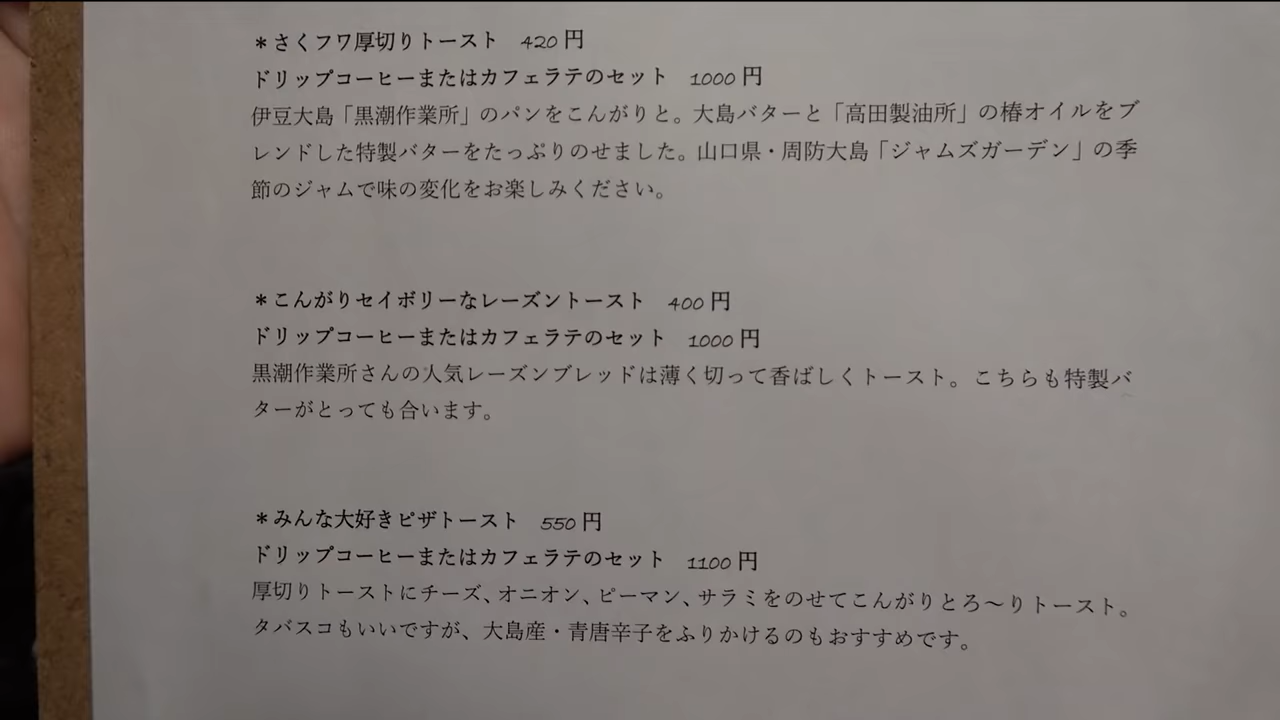 ＊さくフワ厚切りトースト　420円
ドリップコーヒーまたはカフェラテのセット　1000円
伊豆大島「黒潮作業所」のパンをこんがりと。大島バターと「高田製油所」の椿オイルをブ
レンドした特製バターをたっぷりのせました。山口県・周防大島「ジャムズガーデン」の季
節のジャムで味の変化をお楽しみください。
＊こんがりセイボリーなレーズントースト　400円
ドリップコーヒーまたはカフェラテのセット　1000円
黒潮作業所さんの人気レーズンブレッドは薄く切って香ばしくトースト。こちらも特製バ
ターがとっても合います。
＊みんな大好きピザトースト　550円
ドリップコーヒーまたはカフェラテのセット　1100円
厚切りトーストにチーズ、オニオン、ピーマン、サラミをのせてこんがりとろ～りトースト。
タバスコもいいですが、大島産・青唐辛子をふりかけるのもおすすめです。